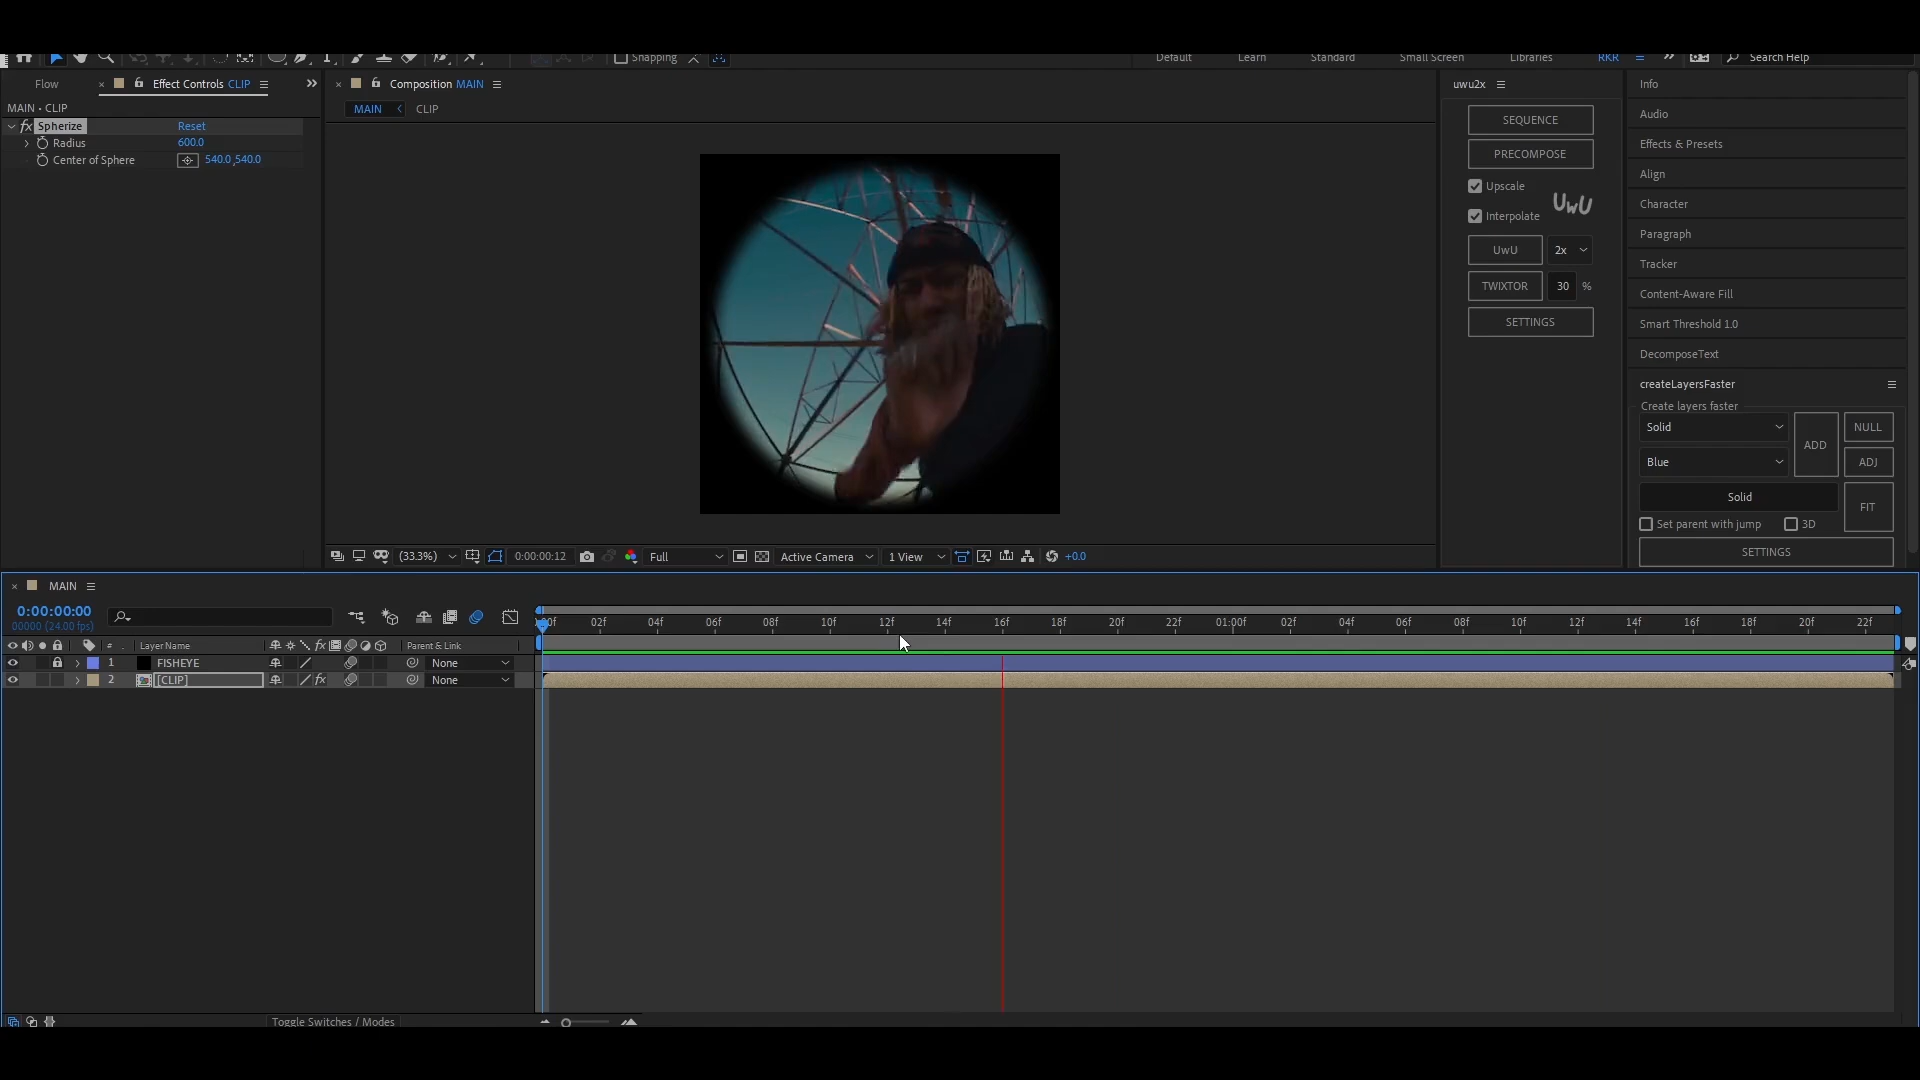 Snapping
Default
Learn
Standard
Small Screen
Libraries
RKR
Search Help
Flow
Effect Controls CLIP
Composition MAIN
uwu2x
Info
MAIN • CLIP
MAIN
CLIP
fx Spherize
Reset
Radius
600.0
Center of Sphere
540.0,540.0
SEQUENCE
PRECOMPOSE
Upscale
Interpolate
UwU
UwU
2x
TWIXTOR
30 %
SETTINGS
Audio
Effects & Presets
Align
Character
Paragraph
Tracker
Content-Aware Fill
Smart Threshold 1.0
DecomposeText
createLayersFaster
Create layers faster
Solid
ADD
NULL
Blue
ADJ
Solid
FIT
Set parent with jump
3D
SETTINGS
(33.3%)
0:00:00:12
Full
Active Camera
1 View
+0.0
MAIN
0:00:00:00
00000 (24.00 fps)
:00f 02f 04f 06f 08f 10f 12f 14f 16f 18f 20f 22f 01:00f 02f 04f 06f 08f 10f 12f 14f 16f 18f 20f 22f
# . Layer Name
fx
Parent & Link
1 FISHEYE
None
2 [CLIP]
fx
None
Toggle Switches / Modes